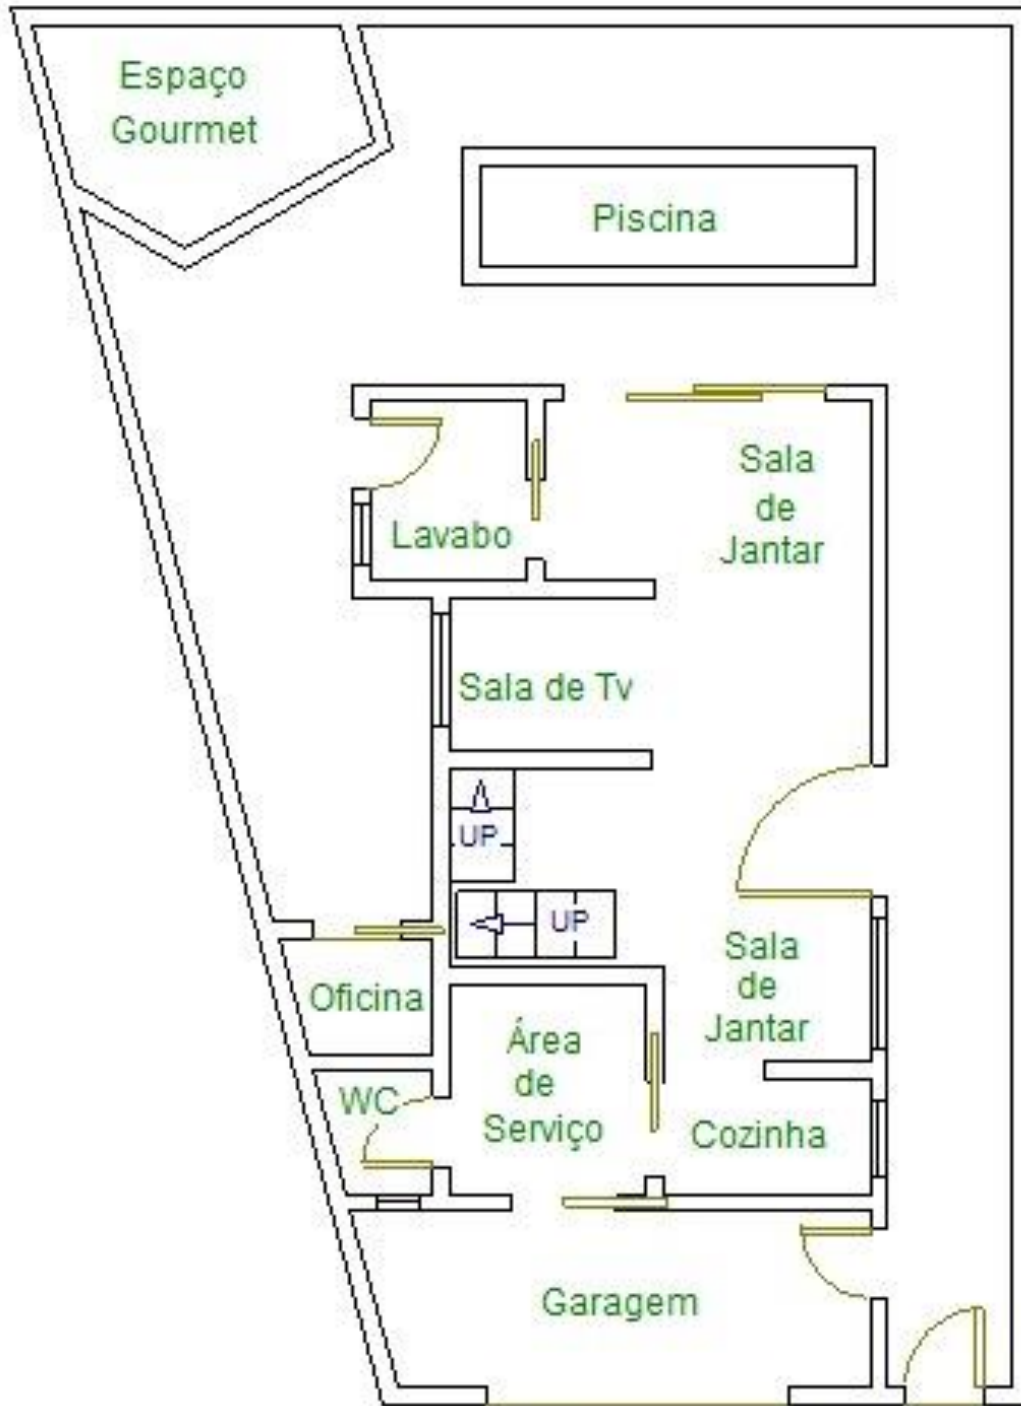 Espaço
Gourmet
Piscina
Sala
de
Jantar
Lavabo
Sala de Tv
UP
UP
Sala
de
Jantar
Oficina
Área
de
Serviço
WC
Cozinha
Garagem